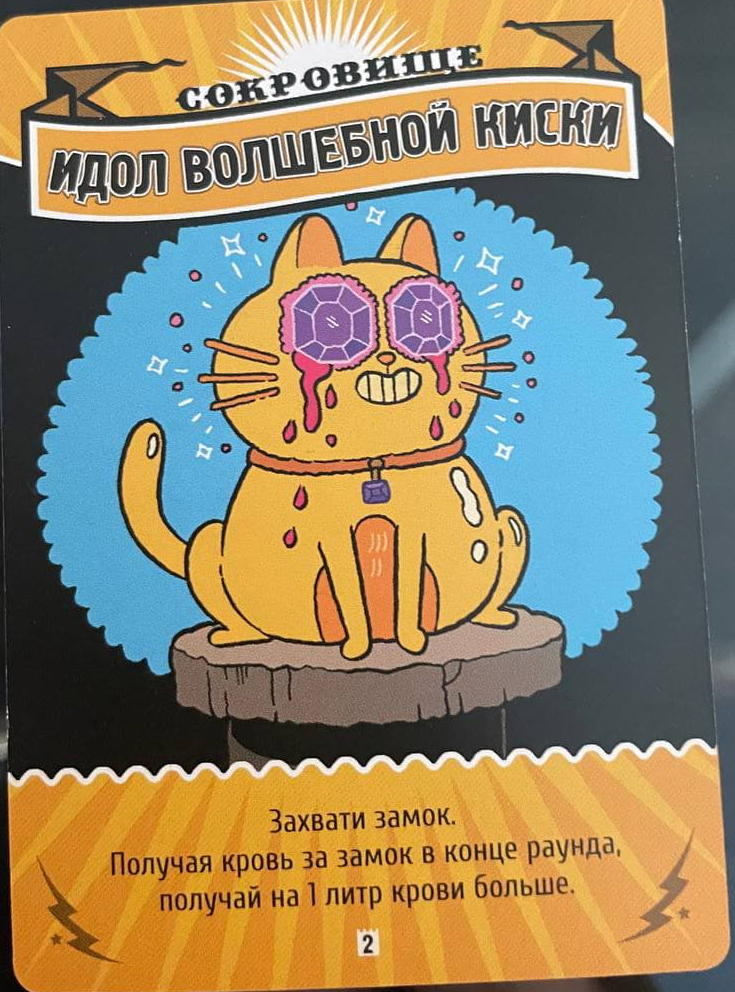 СОКРОВИЩЕ
ИДОЛ ВОЛШЕБНОЙ КИСКИ
Захвати замок.
Получая кровь за замок в конце раунда,
получай на 1 литр крови больше.
2